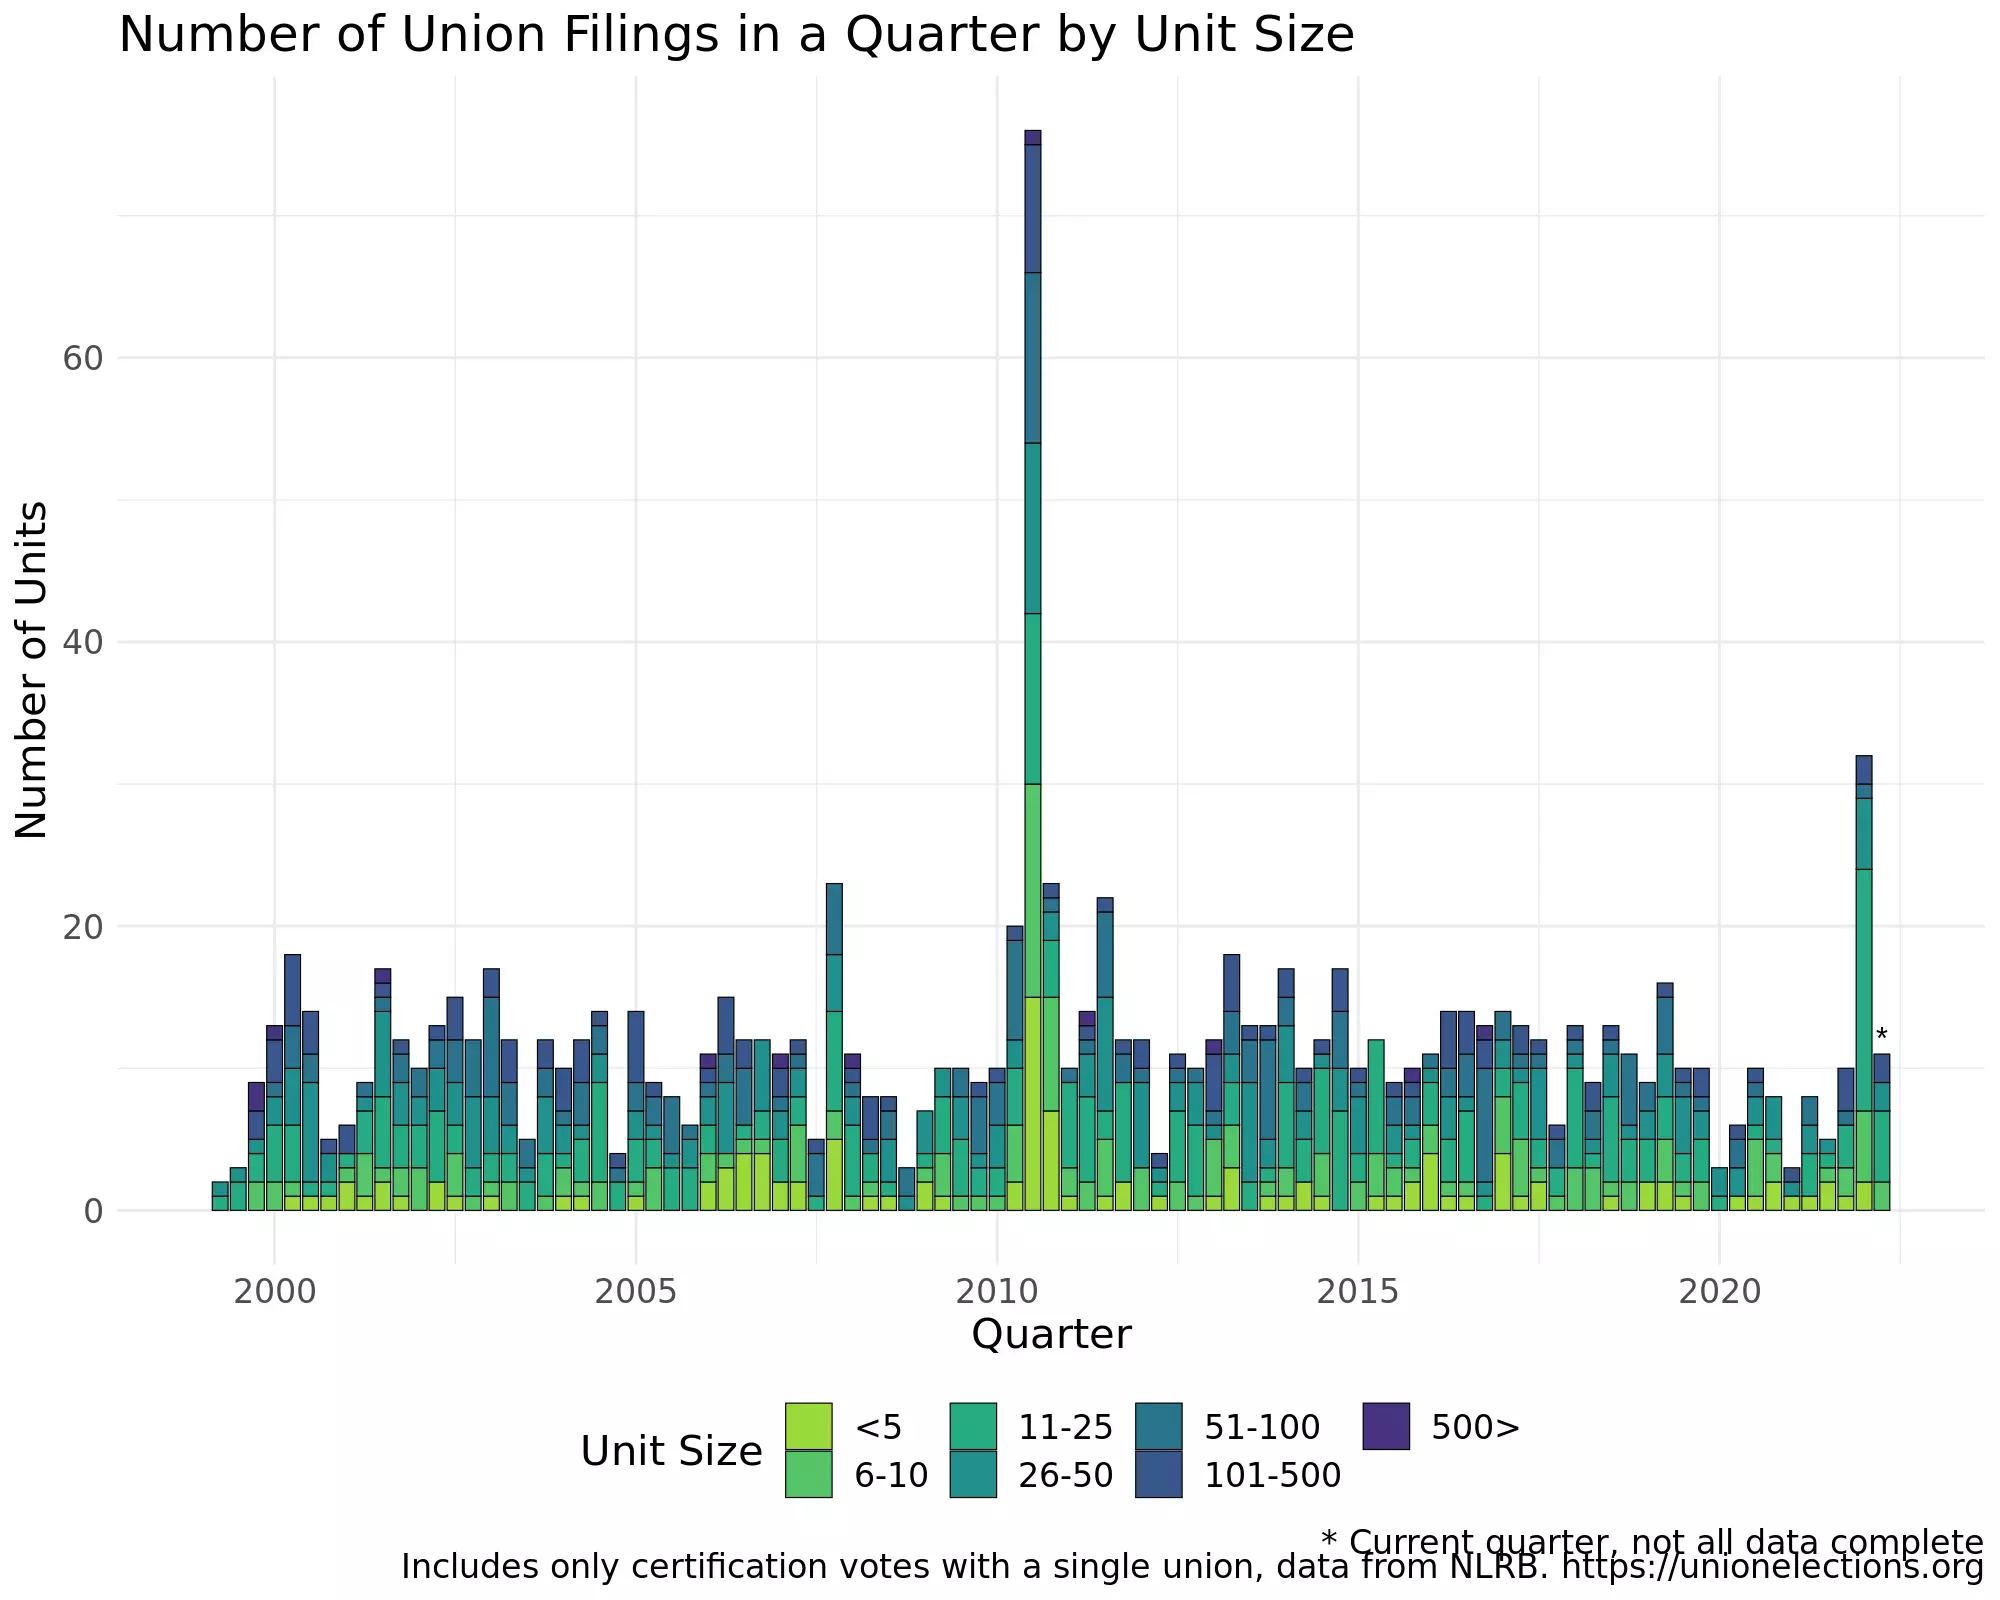 Number of Union Filings in a Quarter by Unit Size
Number of Units
60
40
20
0
2000 2005 2010 2015 2020
*
Quarter
Unit Size
<5 11-25 51-100 500>
6-10 26-50 101-500
* Current quarter, not all data complete
Includes only certification votes with a single union, data from NLRB. https://unionelections.org